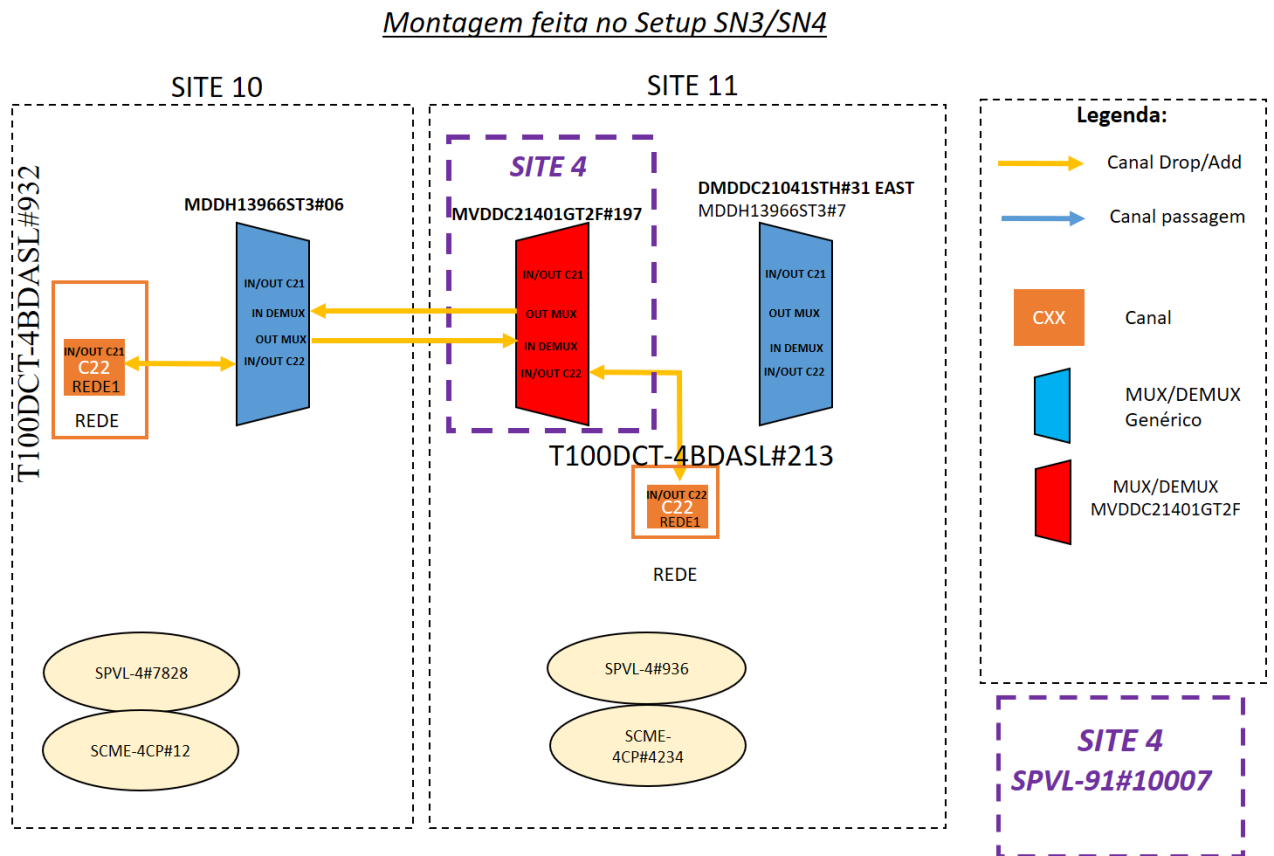 Montagem feita no Setup SN3/SN4
SITE 10
SITE 11
T100DCT-4BDASL#932
MDDH13966ST3#06
IN/OUT C21
IN DEMUX
OUT MUX
IN/OUT C22
IN/OUT C21
C22
REDE1
REDE
SITE 4
MVDDC21401GT2F#197
IN/OUT C21
OUT MUX
IN DEMUX
IN/OUT C22
DMDDC21041STH#31 EAST
MDDH13966ST3#7
IN/OUT C21
OUT MUX
IN DEMUX
IN/OUT C22
T100DCT-4BDASL#213
IN/OUT C22
C22
REDE1
REDE
SPVL-4#7828
SCME-4CP#12
SPVL-4#936
SCME-
4CP#4234
Legenda:
Canal Drop/Add
Canal passagem
CXX
Canal
MUX/DEMUX
Genérico
MUX/DEMUX
MVDDC21401GT2F
SITE 4
SPVL-91#10007